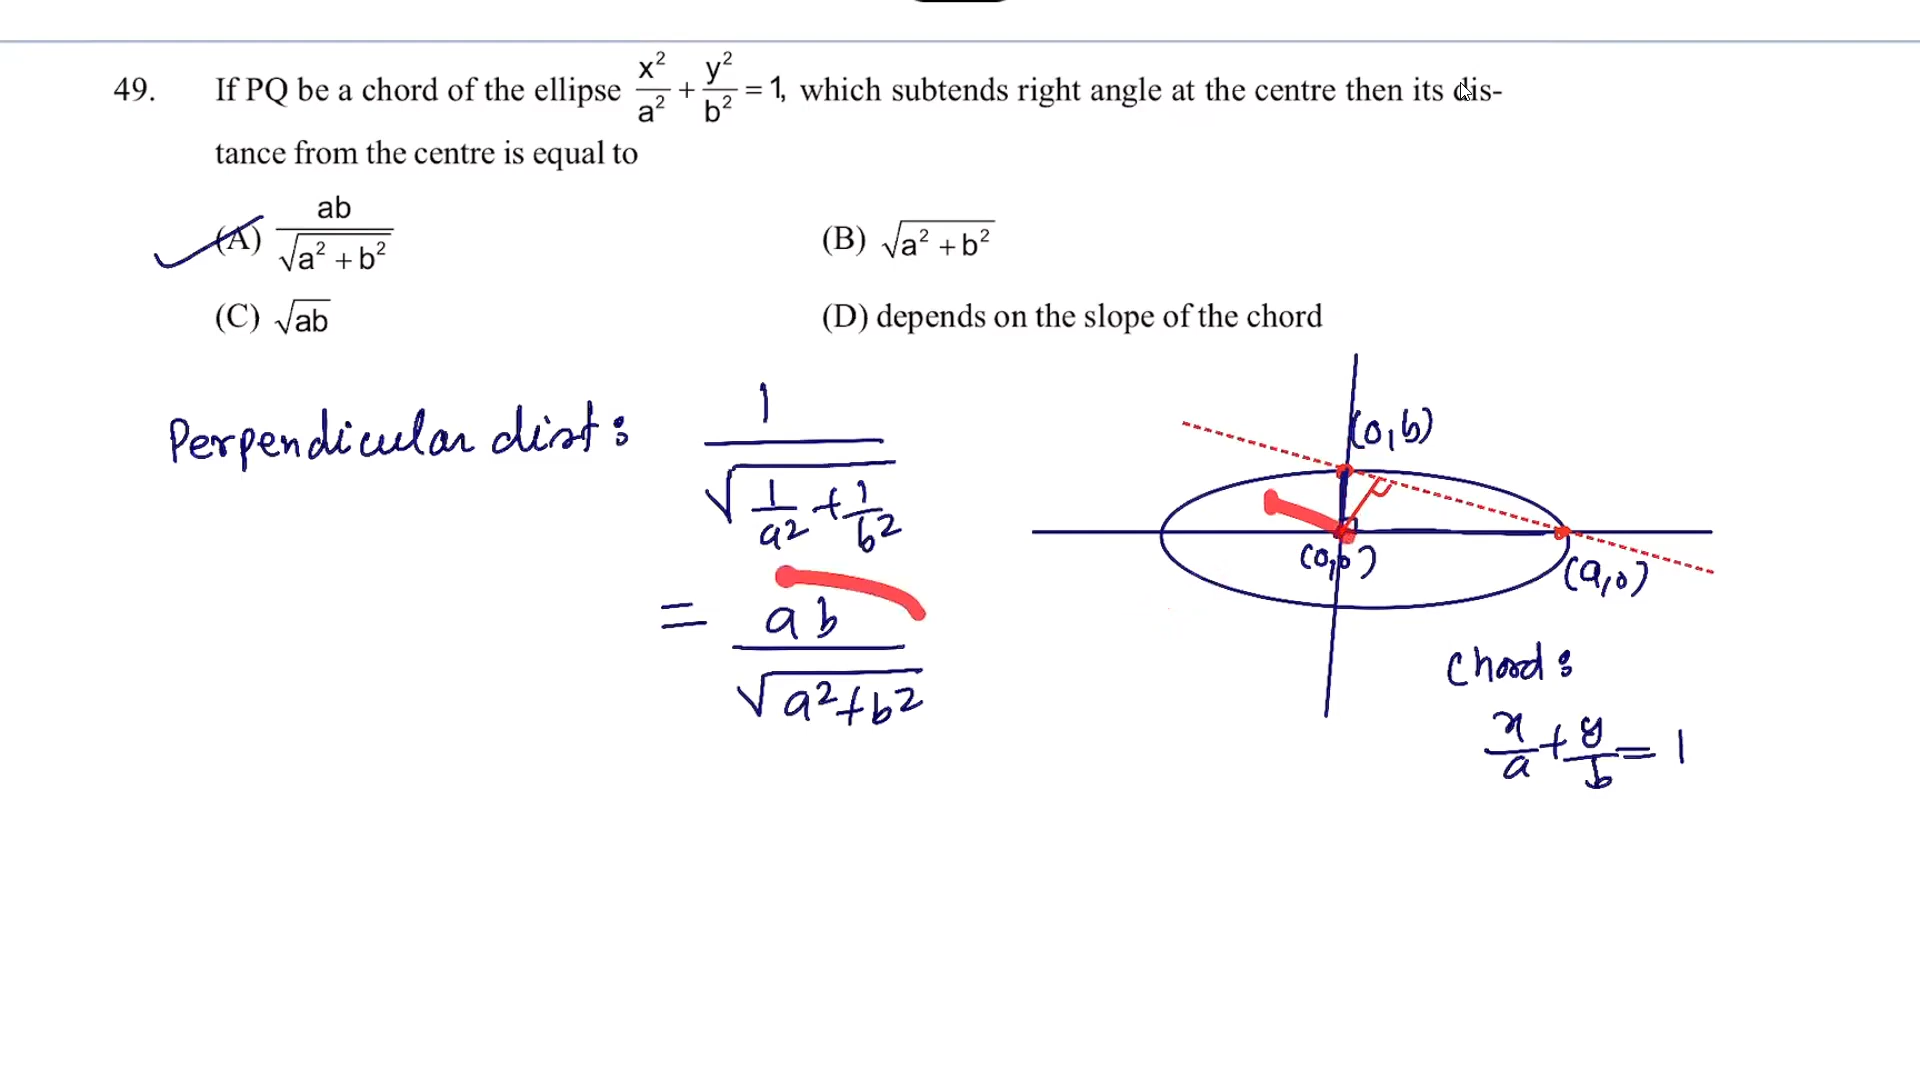 49. If PQ be a chord of the ellipse x²/a² + y²/b² = 1, which subtends right angle at the centre then its dis-
tance from the centre is equal to
(A) ab/√(a² + b²) (B) √(a² + b²)
(C) √ab (D) depends on the slope of the chord
Perpendicular dist : 1/√(1/a² + 1/b²)
= ab/√(a²+b²)
(0,b)
(0,0)
(a,0)
Chord :
x/a + y/b = 1